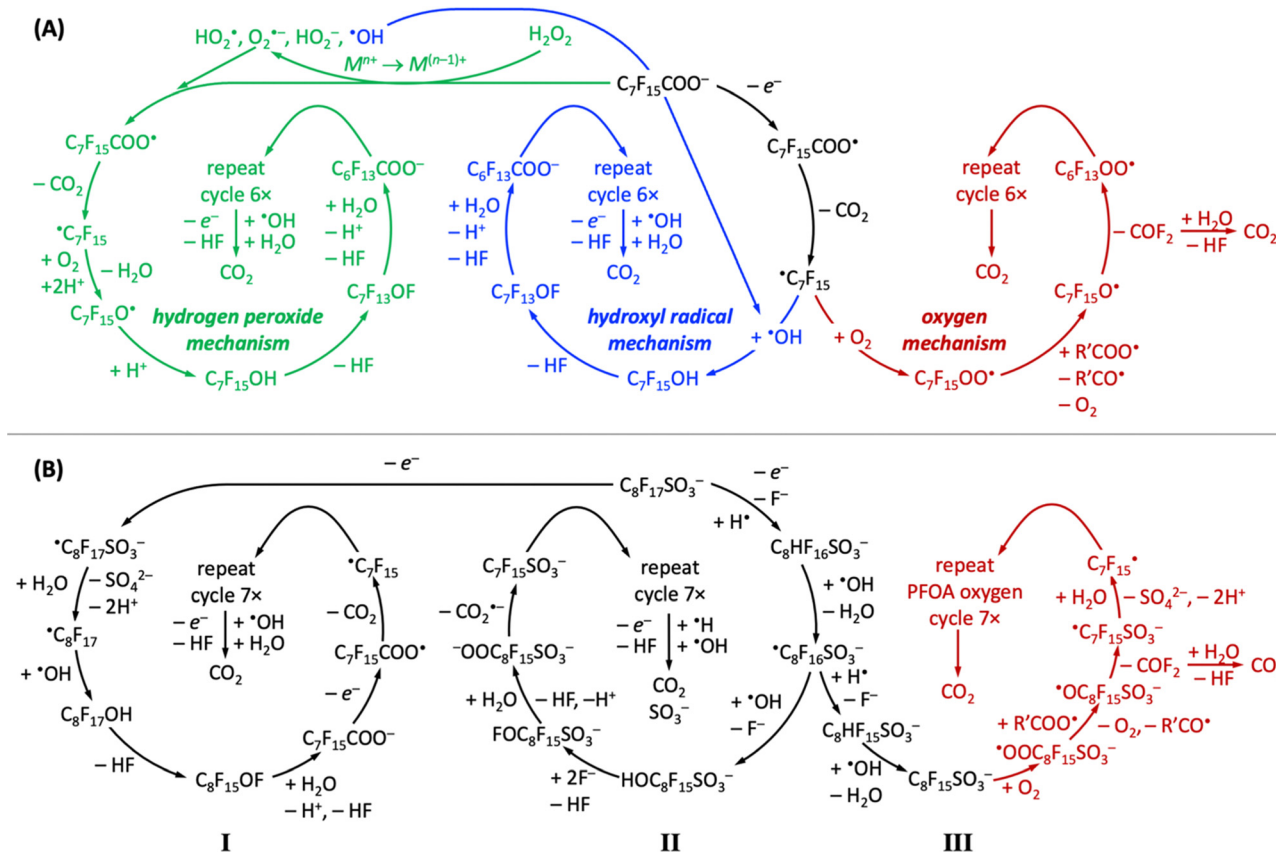 (A)
HO₂•, O₂•⁻, HO₂⁻, •OH
H₂O₂
Mⁿ⁺ → M⁽ⁿ⁻¹⁾⁺
C₇F₁₅COO⁻
– e⁻
C₇F₁₅COO•
– CO₂
•C₇F₁₅
+ O₂
+2H⁺
– H₂O
C₇F₁₅O•
+ H⁺
C₇F₁₅OH
– HF
C₇F₁₃OF
+ H₂O
– H⁺
– HF
C₆F₁₃COO⁻
repeat
cycle 6×
– e⁻
– HF
+ •OH
+ H₂O
CO₂
hydrogen peroxide
mechanism
C₆F₁₃COO⁻
repeat
cycle 6×
– e⁻
– HF
+ •OH
+ H₂O
CO₂
+ H₂O
– H⁺
– HF
C₇F₁₃OF
hydroxyl radical
mechanism
– HF
C₇F₁₅OH
+ •OH
C₇F₁₅COO•
– CO₂
•C₇F₁₅
+ O₂
oxygen
mechanism
C₇F₁₅OO•
+ R’COO•
– R’CO•
– O₂
C₇F₁₅O•
– COF₂
+ H₂O
– HF
CO₂
C₆F₁₃OO•
repeat
cycle 6×
CO₂
(B)
– e⁻
C₈F₁₇SO₃⁻
– e⁻
– F⁻
+ H•
•C₈F₁₇SO₃⁻
+ H₂O
– SO₄²⁻
– 2H⁺
•C₈F₁₇
+ •OH
C₈F₁₇OH
– HF
C₈F₁₅OF
+ H₂O
– H⁺, – HF
C₇F₁₅COO⁻
– e⁻
C₇F₁₅COO•
– CO₂
•C₇F₁₅
repeat
cycle 7×
– e⁻
– HF
+ •OH
+ H₂O
CO₂
I
C₇F₁₅SO₃⁻
– CO₂•⁻
⁻OOC₈F₁₅SO₃⁻
+ H₂O
– HF, –H⁺
FOC₈F₁₅SO₃⁻
+ 2F⁻
– HF
HOC₈F₁₅SO₃⁻
repeat
cycle 7×
– e⁻
– HF
+ •H
+ •OH
CO₂
SO₃⁻
+ •OH
– F⁻
II
C₈HF₁₆SO₃⁻
+ •OH
– H₂O
•C₈F₁₆SO₃⁻
+ H•
– F⁻
C₈HF₁₅SO₃⁻
+ •OH
– H₂O
C₈F₁₅SO₃⁻
+ O₂
•OOC₈F₁₅SO₃⁻
+ R’COO•
– O₂, – R’CO•
•OC₈F₁₅SO₃⁻
– COF₂
+ H₂O
– HF
CO
•C₇F₁₅SO₃⁻
+ H₂O
– SO₄²⁻, – 2H⁺
C₇F₁₅•
repeat
PFOA oxygen
cycle 7×
CO₂
III